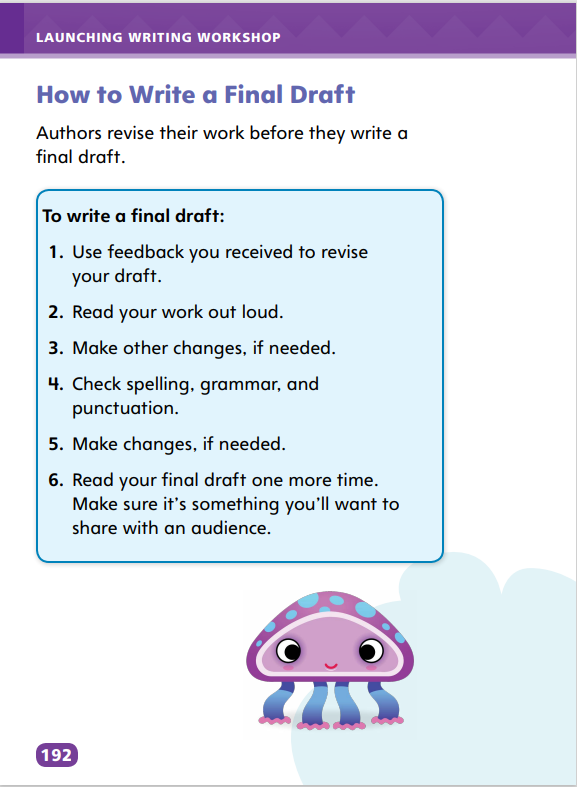 LAUNCHING WRITING WORKSHOP
How to Write a Final Draft
Authors revise their work before they write a
final draft.
To write a final draft:
1. Use feedback you received to revise
your draft.
2. Read your work out loud.
3. Make other changes, if needed.
4. Check spelling, grammar, and
punctuation.
5. Make changes, if needed.
6. Read your final draft one more time.
Make sure it’s something you’ll want to
share with an audience.
192